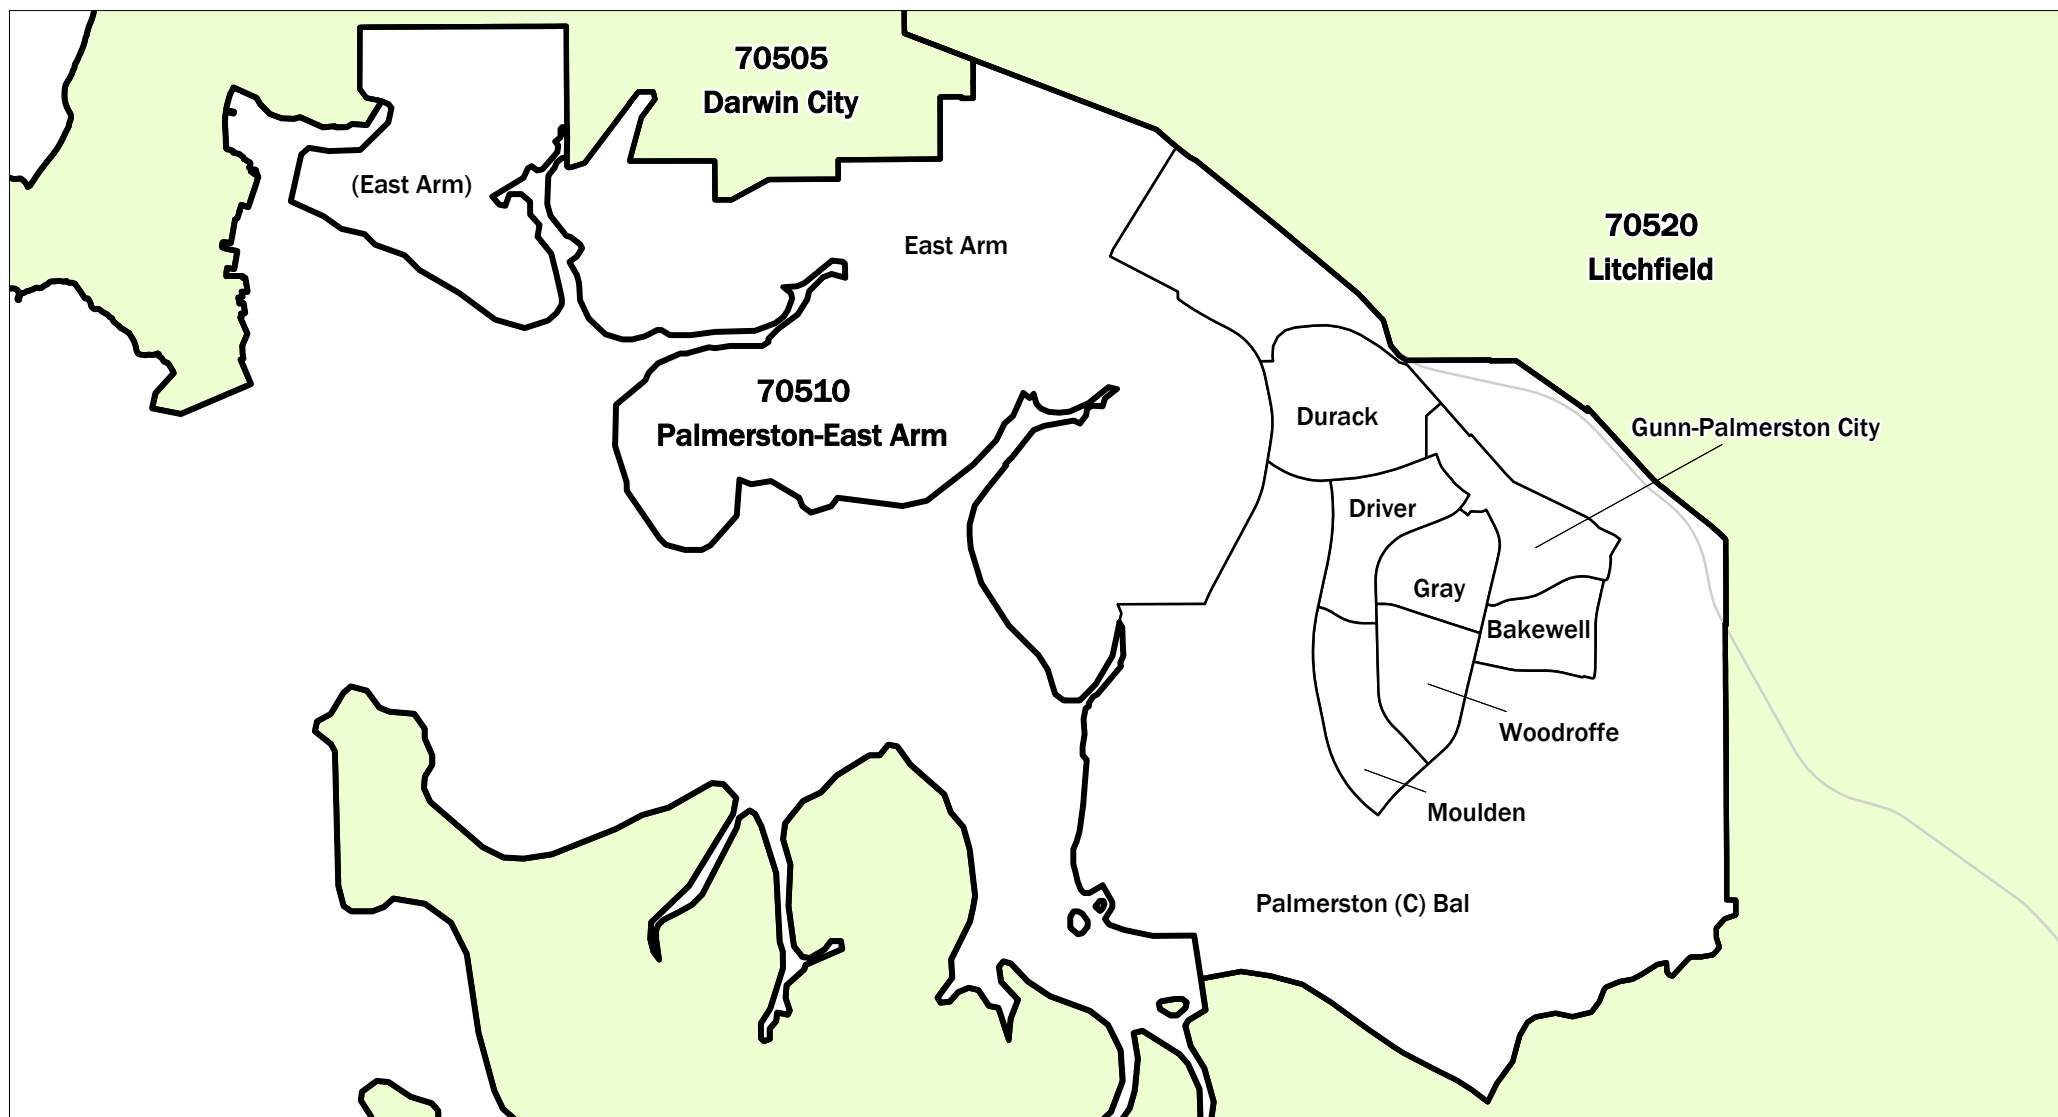 70505
Darwin City
(East Arm)
70520
Litchfield
East Arm
70510
Palmerston-East Arm
Durack
Gunn-Palmerston City
Driver
Gray
Bakewell
Woodroffe
Moulden
Palmerston (C) Bal